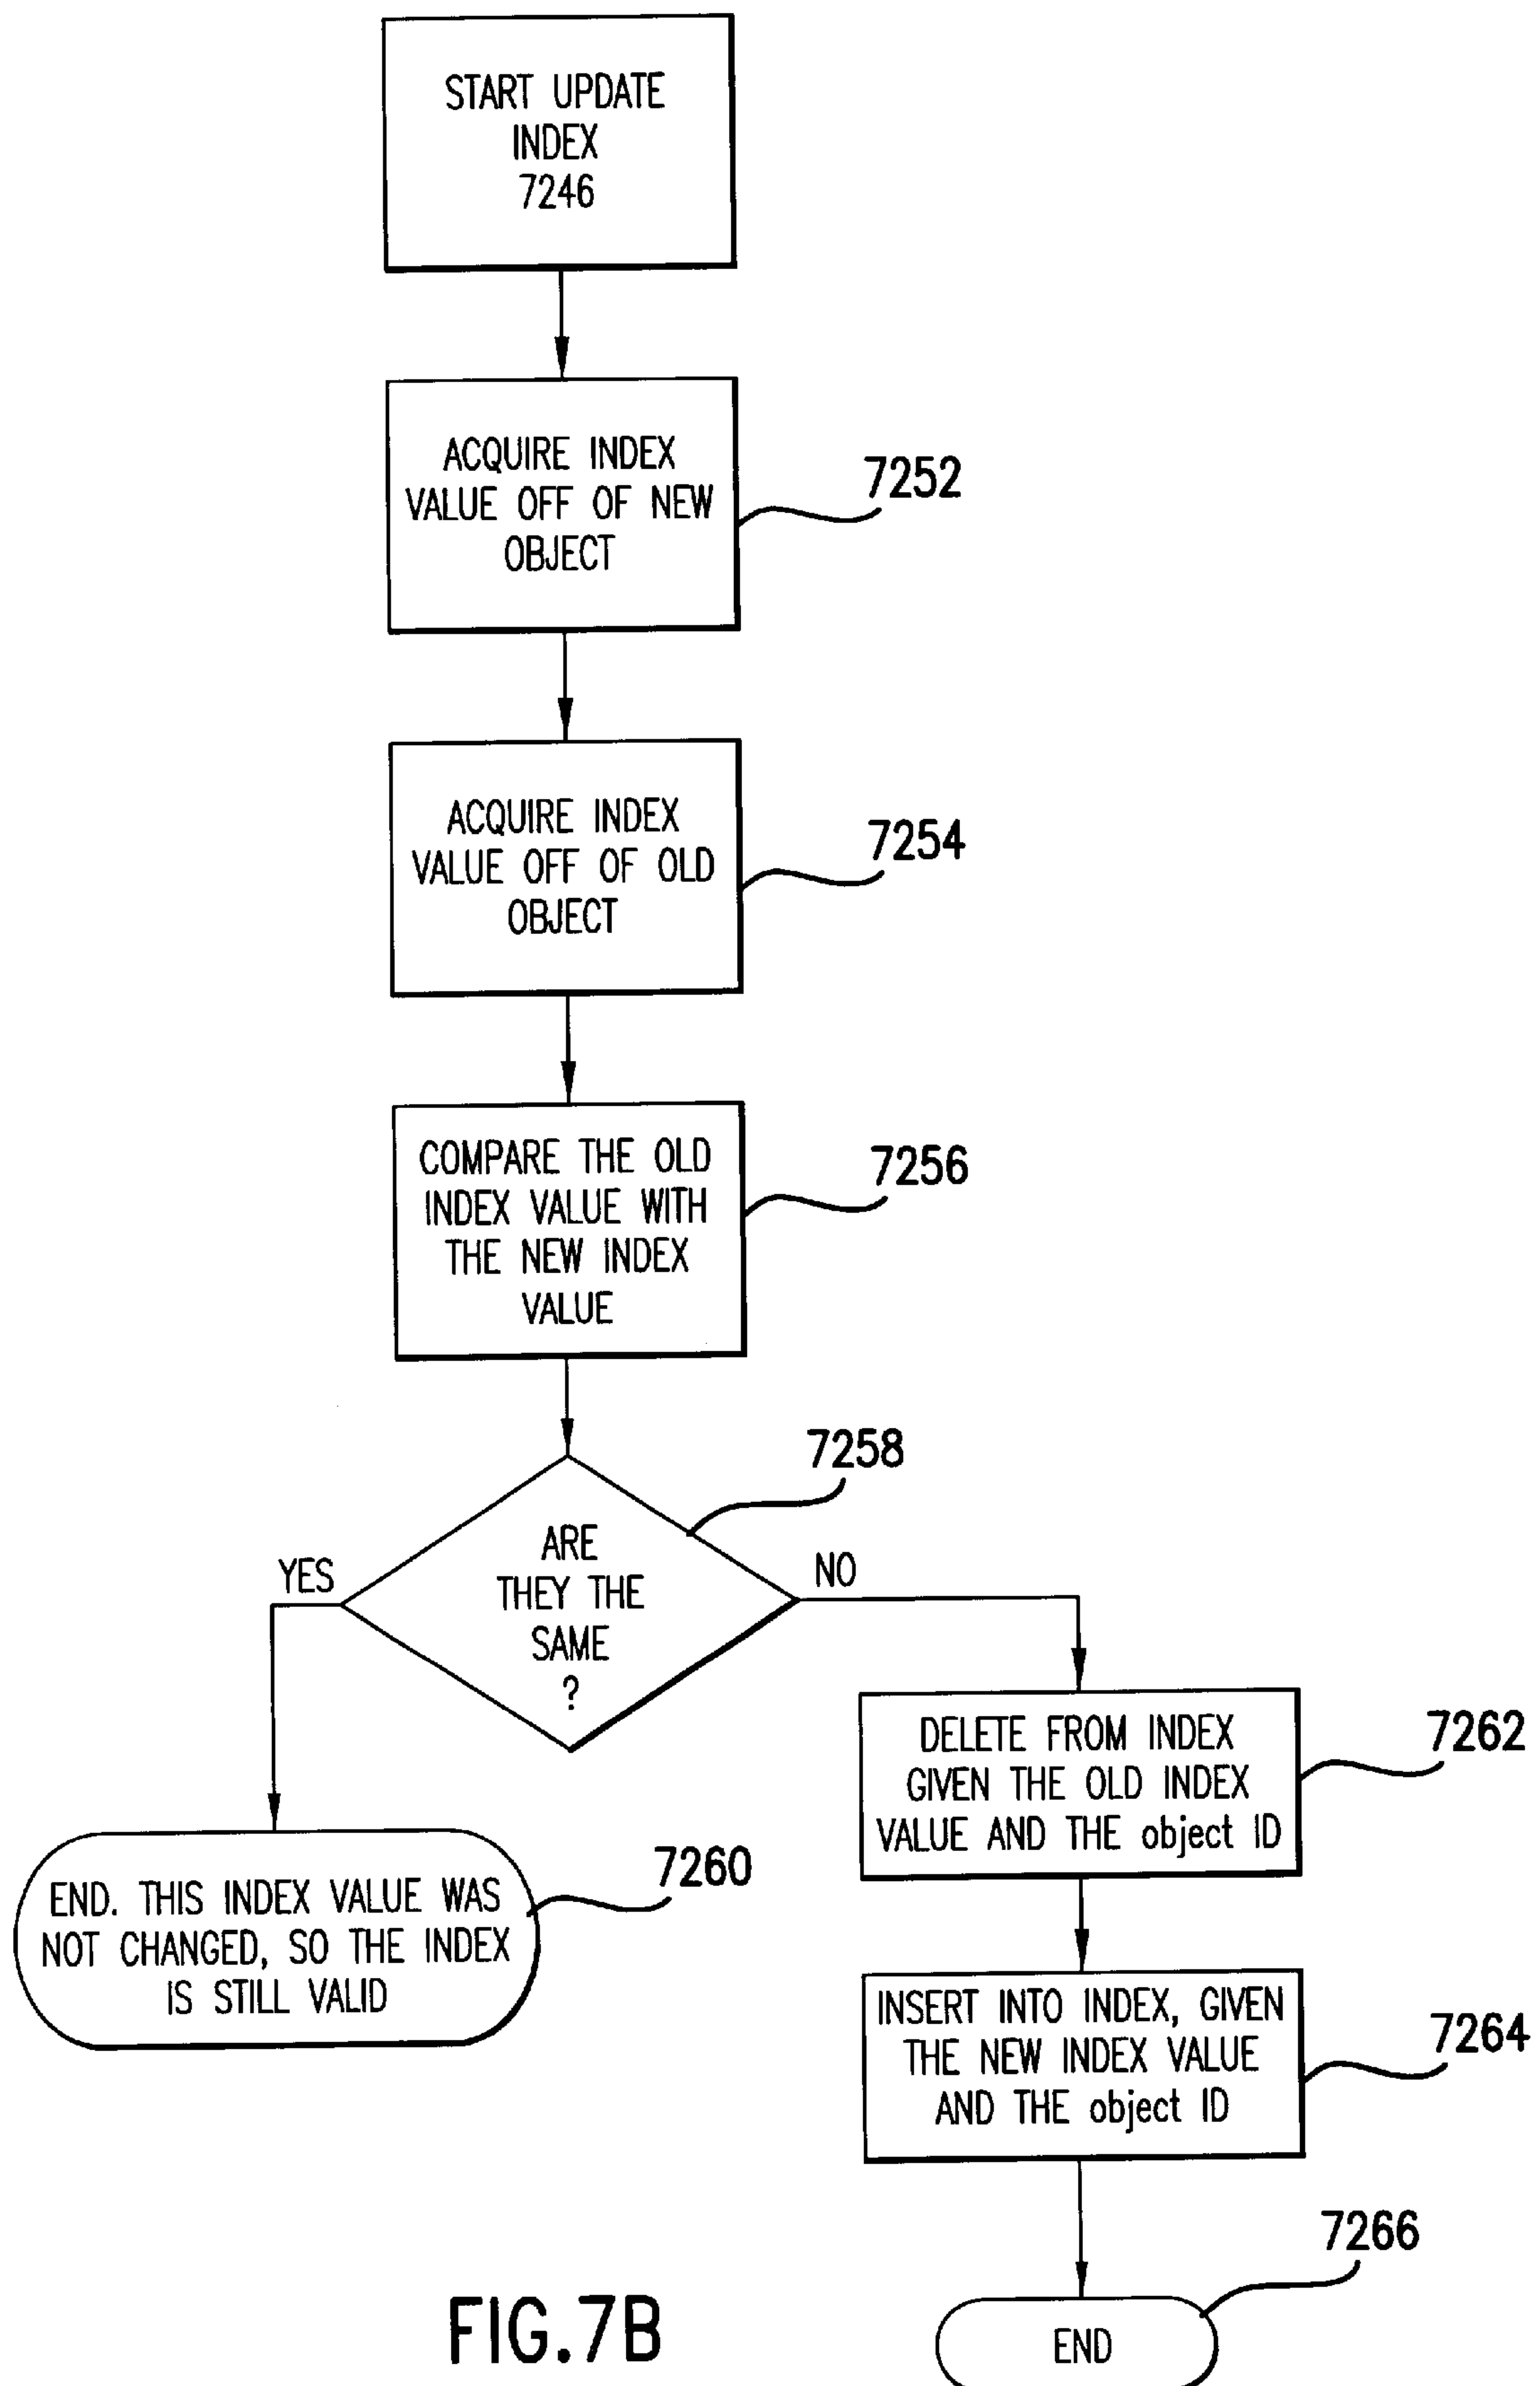 START UPDATE
INDEX
7246
ACQUIRE INDEX
VALUE OFF OF NEW
OBJECT
7252
ACQUIRE INDEX
VALUE OFF OF OLD
OBJECT
7254
COMPARE THE OLD
INDEX VALUE WITH
THE NEW INDEX
VALUE
7256
7258
ARE
THEY THE
SAME
?
YES
NO
DELETE FROM INDEX
GIVEN THE OLD INDEX
VALUE AND THE object ID
7262
END. THIS INDEX VALUE WAS
NOT CHANGED, SO THE INDEX
IS STILL VALID
7260
INSERT INTO INDEX, GIVEN
THE NEW INDEX VALUE
AND THE object ID
7264
7266
END
FIG.7B